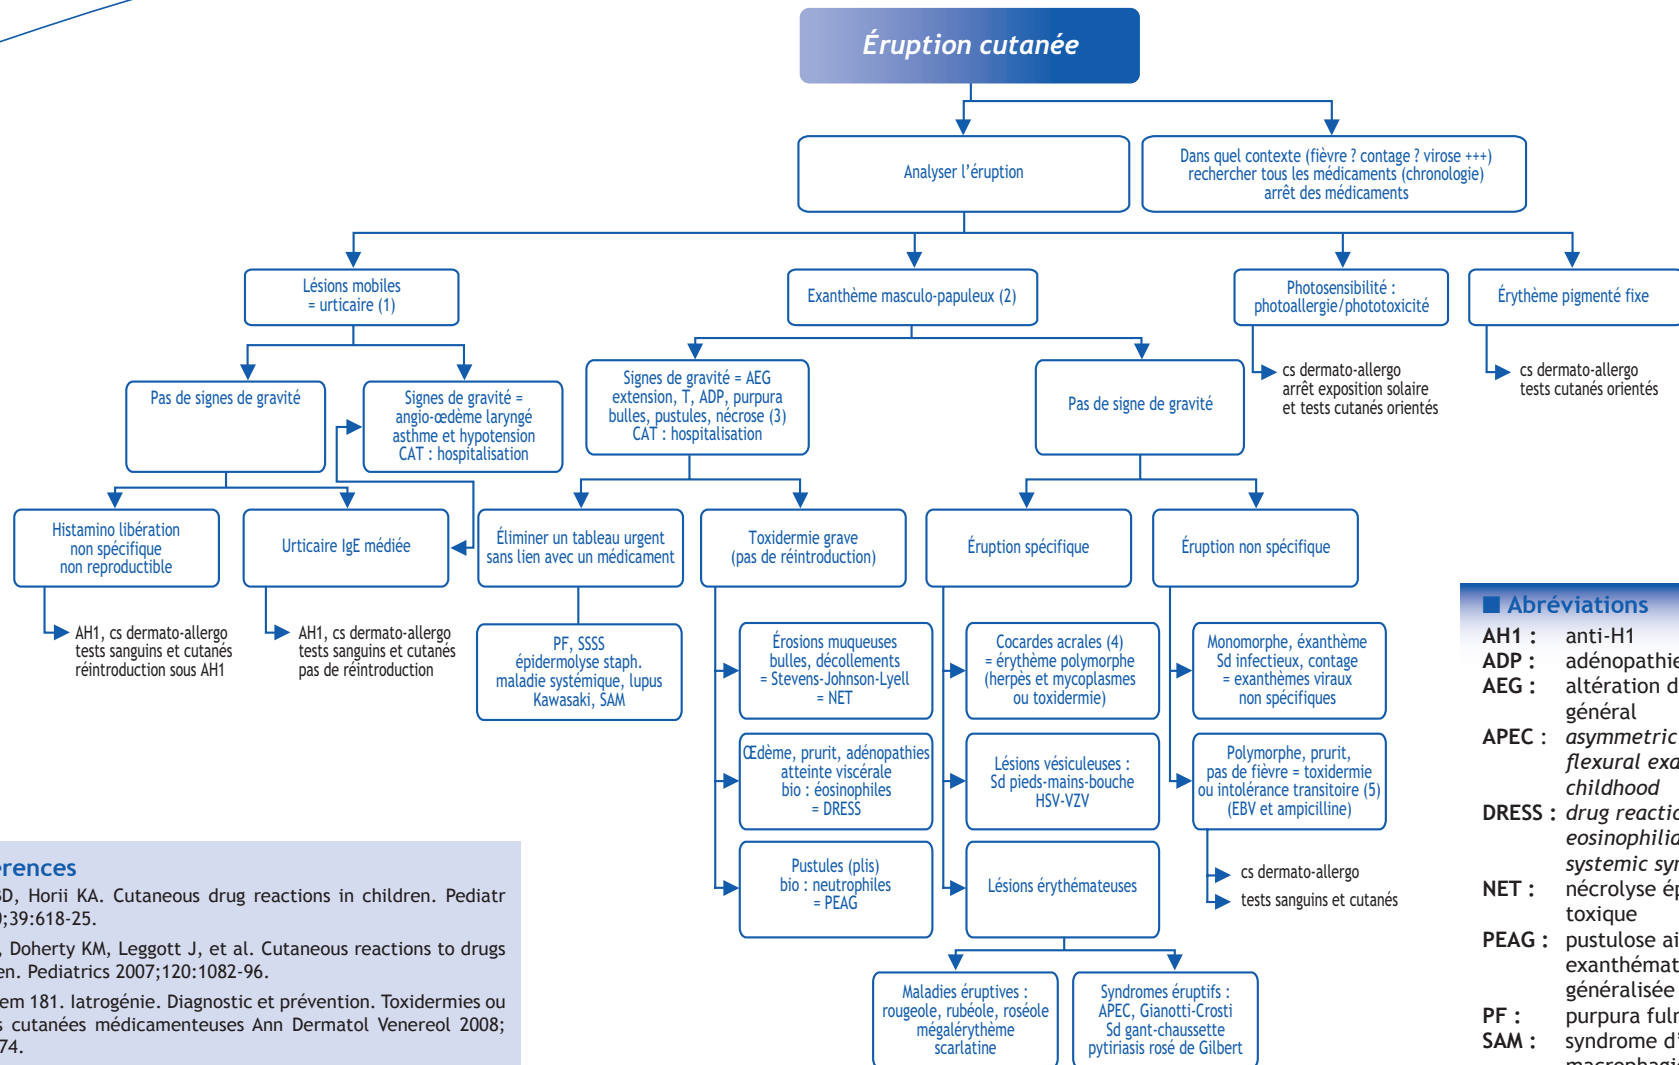 Éruption cutanée
Analyser l’éruption
Dans quel contexte (fièvre ? contage ? virose +++)
rechercher tous les médicaments (chronologie)
arrêt des médicaments
Lésions mobiles
= urticaire (1)
Exanthème masculo-papuleux (2)
Photosensibilité :
photoallergie/phototoxicité
Érythème pigmenté fixe
cs dermato-allergo
arrêt exposition solaire
et tests cutanés orientés
cs dermato-allergo
tests cutanés orientés
Pas de signes de gravité
Signes de gravité =
angio-œdème laryngé
asthme et hypotension
CAT : hospitalisation
Signes de gravité = AEG
extension, T, ADP, purpura
bulles, pustules, nécrose (3)
CAT : hospitalisation
Pas de signe de gravité
Histamino libération
non spécifique
non reproductible
Urticaire IgE médiée
Éliminer un tableau urgent
sans lien avec un médicament
Toxidermie grave
(pas de réintroduction)
Éruption spécifique
Éruption non spécifique
AH1, cs dermato-allergo
tests sanguins et cutanés
réintroduction sous AH1
AH1, cs dermato-allergo
tests sanguins et cutanés
pas de réintroduction
PF, SSSS
épidermolyse staph.
maladie systémique, lupus
Kawasaki, SAM
Érosions muqueuses
bulles, décollements
= Stevens-Johnson-Lyell
= NET
Cocardes acrales (4)
= érythème polymorphe
(herpès et mycoplasmes
ou toxidermie)
Monomorphe, éxanthème
Sd infectieux, contage
= exanthèmes viraux
non spécifiques
Œdème, prurit, adénopathies
atteinte viscérale
bio : éosinophiles
= DRESS
Lésions vésiculeuses :
Sd pieds-mains-bouche
HSV-VZV
Polymorphe, prurit,
pas de fièvre = toxidermie
ou intolérance transitoire (5)
(EBV et ampicilline)
Pustules (plis)
bio : neutrophiles
= PEAG
Lésions érythémateuses
cs dermato-allergo
tests sanguins et cutanés
Maladies éruptives :
rougeole, rubéole, roséole
mégalérythème
scarlatine
Syndromes éruptifs :
APEC, Gianotti-Crosti
Sd gant-chaussette
pytiriasis rosé de Gilbert
érences
BD, Horii KA. Cutaneous drug reactions in children. Pediatr
;39:618-25.
, Doherty KM, Leggott J, et al. Cutaneous reactions to drugs
en. Pediatrics 2007;120:1082-96.
em 181. Iatrogénie. Diagnostic et prévention. Toxidermies ou
s cutanées médicamenteuses Ann Dermatol Venereol 2008;
74.
■ Abréviations
AH1 : anti-H1
ADP : adénopathie
AEG : altération d
général
APEC : asymmetric
flexural exa
childhood
DRESS : drug reactio
eosinophilia
systemic syn
NET : nécrolyse ép
toxique
PEAG : pustulose ai
exanthémat
généralisée
PF : purpura fuln
SAM : syndrome d’
macrophagi